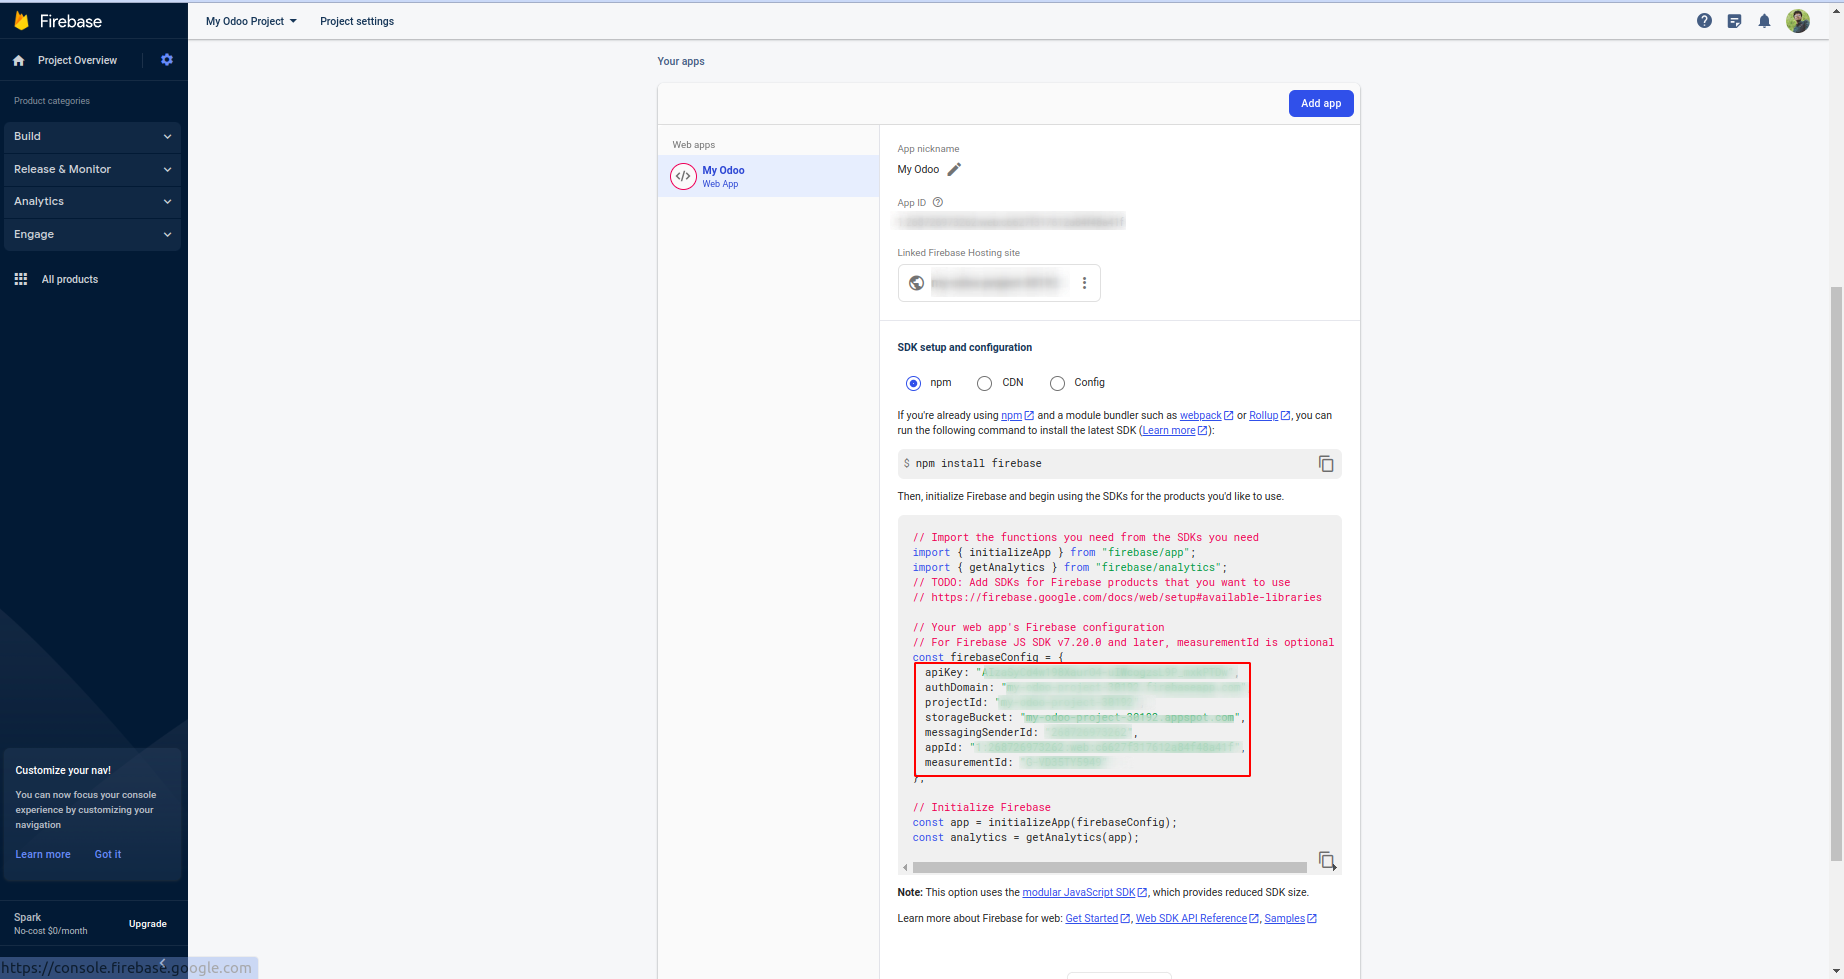 Firebase
My Odoo Project
Project settings
Project Overview
Product categories
Build
Release & Monitor
Analytics
Engage
All products
Customize your nav!
You can now focus your console
experience by customizing your
navigation
Learn more
Got it
Spark
No-cost $0/month
Upgrade
https://console.firebase.google.com
Your apps
Add app
Web apps
My Odoo
Web App
App nickname
My Odoo
App ID
Linked Firebase Hosting site
SDK setup and configuration
npm
CDN
Config
If you're already using npm and a module bundler such as webpack or Rollup, you can
run the following command to install the latest SDK (Learn more):
$ npm install firebase
Then, initialize Firebase and begin using the SDKs for the products you'd like to use.
// Import the functions you need from the SDKs you need
import { initializeApp } from "firebase/app";
import { getAnalytics } from "firebase/analytics";
// TODO: Add SDKs for Firebase products that you want to use
// https://firebase.google.com/docs/web/setup#available-libraries
// Your web app's Firebase configuration
// For Firebase JS SDK v7.20.0 and later, measurementId is optional
const firebaseConfig = {
apiKey: "
authDomain: "
projectId: "
storageBucket: "my-odoo-project-38192.appspot.com",
messagingSenderId: "
appId: "
measurementId: "
};
// Initialize Firebase
const app = initializeApp(firebaseConfig);
const analytics = getAnalytics(app);
Note: This option uses the modular JavaScript SDK, which provides reduced SDK size.
Learn more about Firebase for web: Get Started, Web SDK API Reference, Samples